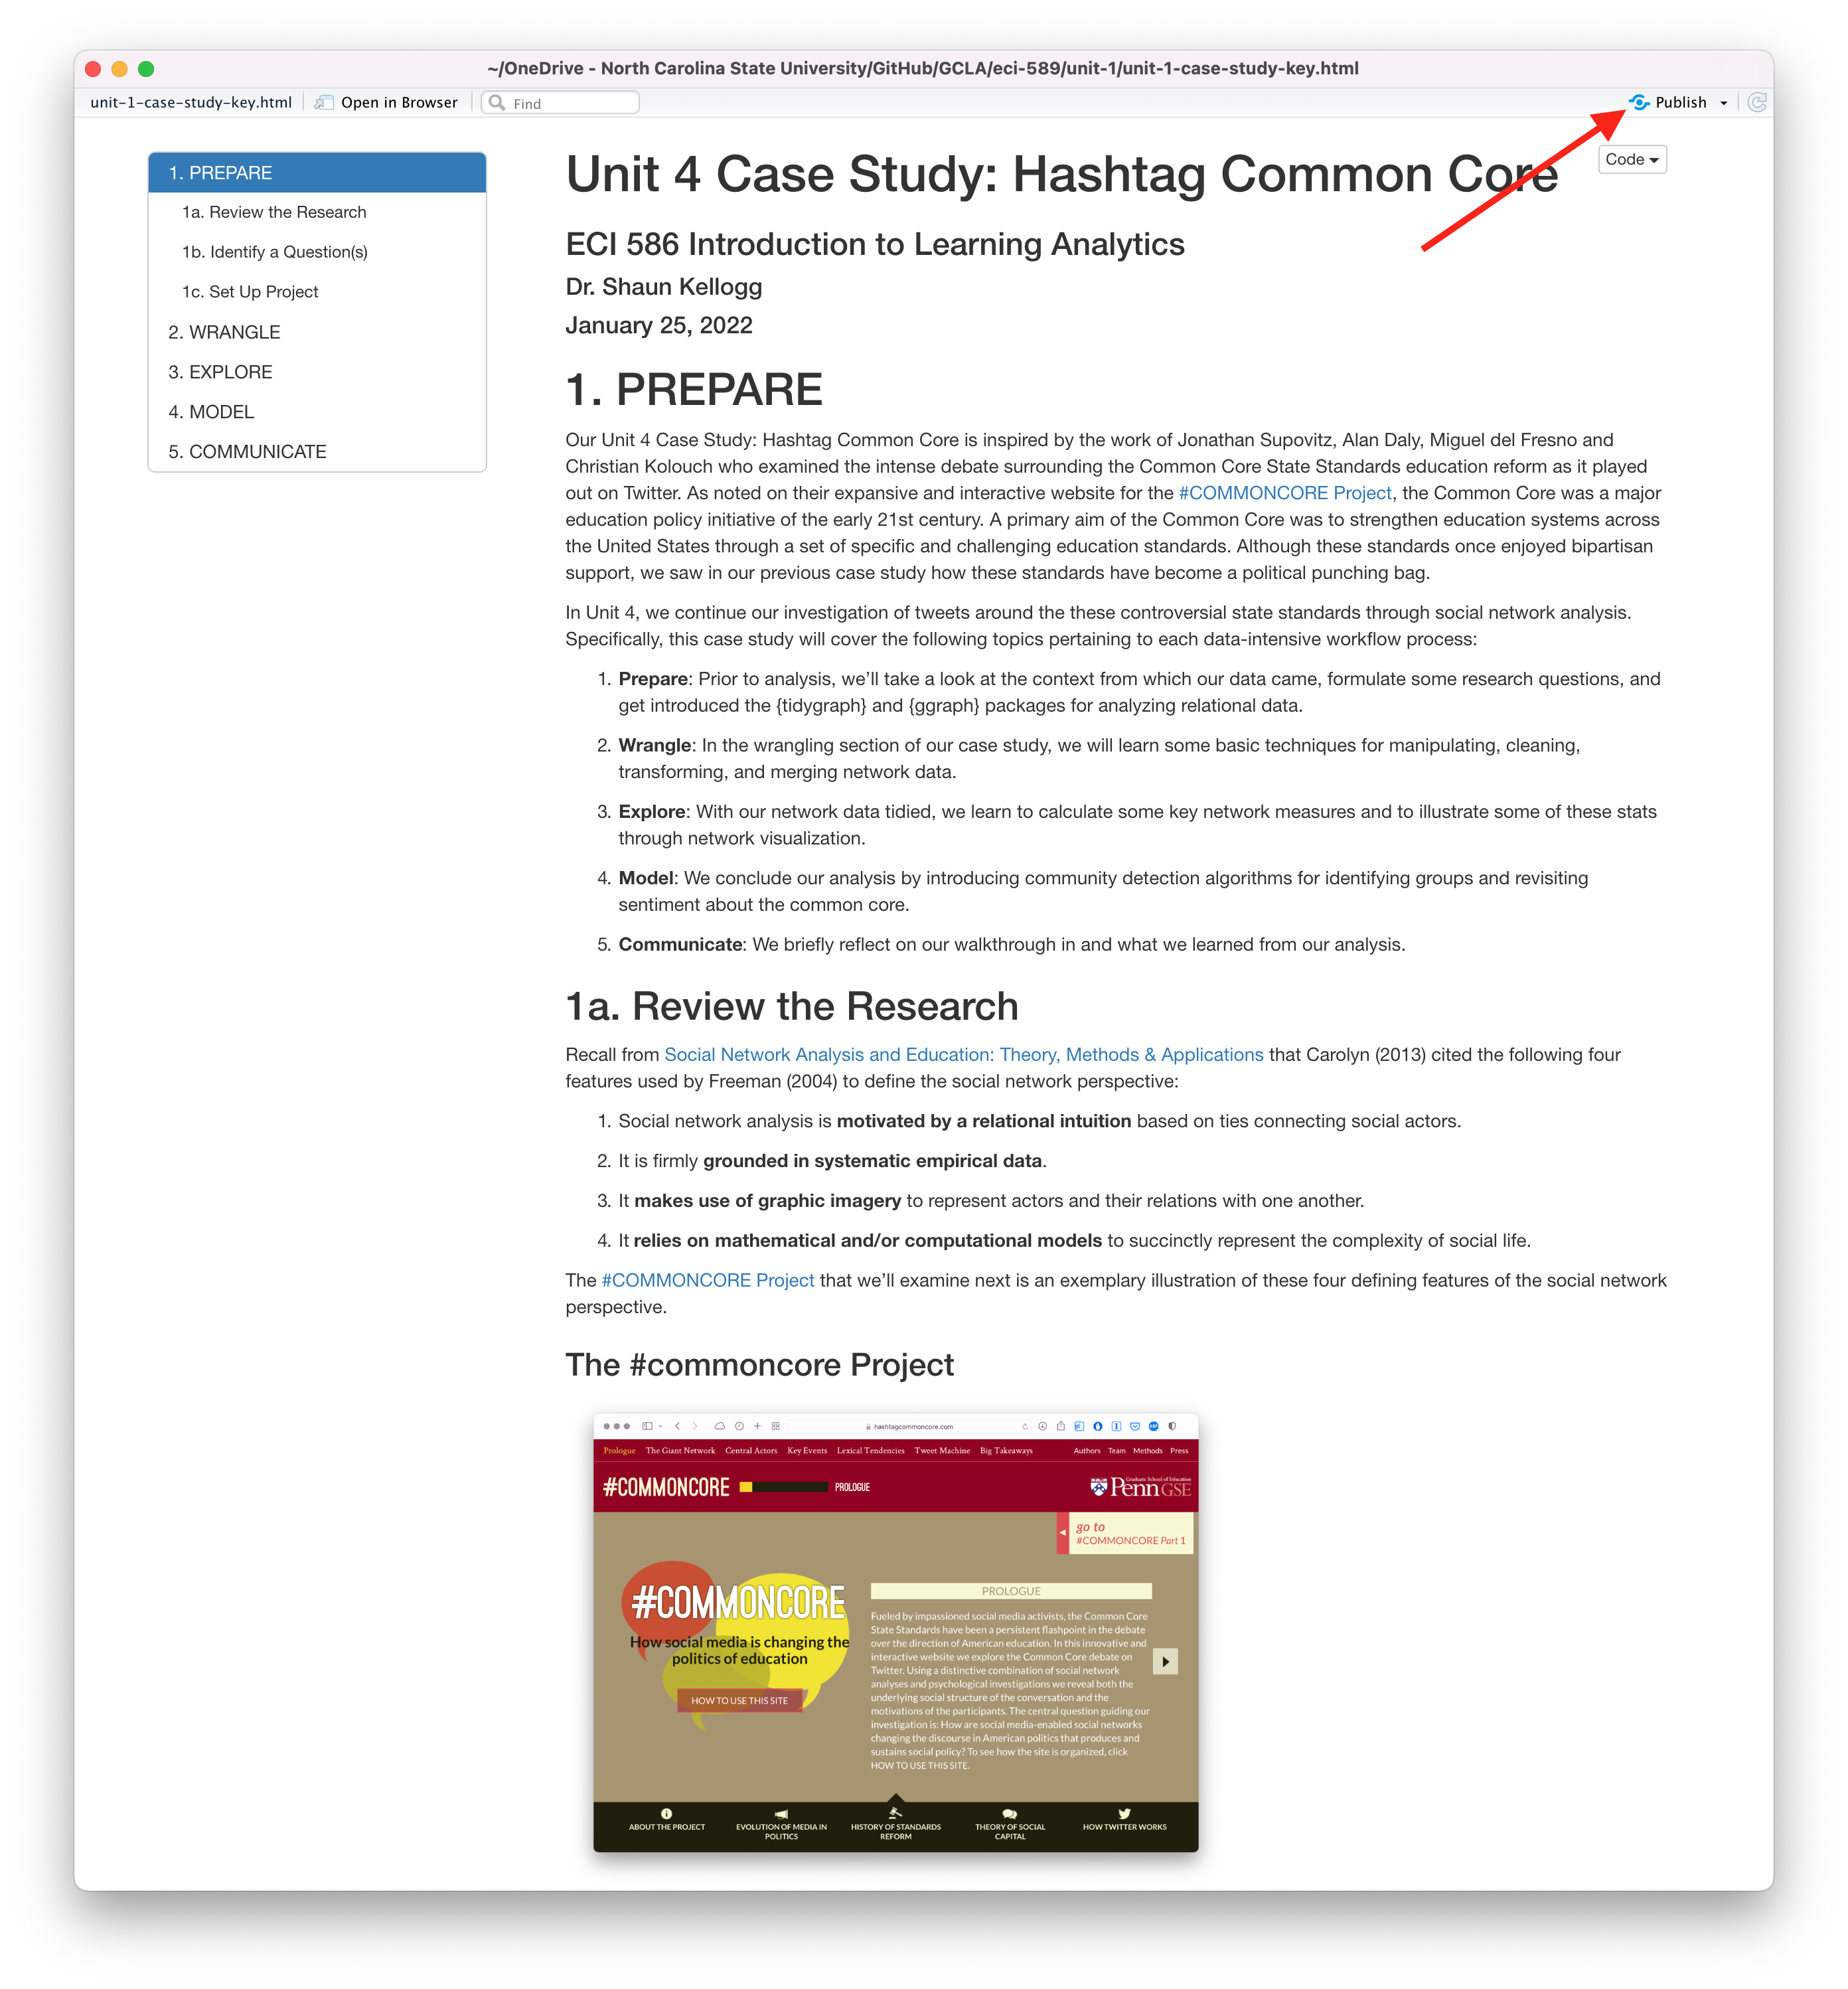 ~/OneDrive - North Carolina State University/GitHub/GCLA/eci-589/unit-1/unit-1-case-study-key.html
unit-1-case-study-key.html
Open in Browser
Find
Publish
1. PREPARE
1a. Review the Research
1b. Identify a Question(s)
1c. Set Up Project
2. WRANGLE
3. EXPLORE
4. MODEL
5. COMMUNICATE
Code
Unit 4 Case Study: Hashtag Common Core
ECI 586 Introduction to Learning Analytics
Dr. Shaun Kellogg
January 25, 2022
1. PREPARE
Our Unit 4 Case Study: Hashtag Common Core is inspired by the work of Jonathan Supovitz, Alan Daly, Miguel del Fresno and
Christian Kolouch who examined the intense debate surrounding the Common Core State Standards education reform as it played
out on Twitter. As noted on their expansive and interactive website for the #COMMONCORE Project, the Common Core was a major
education policy initiative of the early 21st century. A primary aim of the Common Core was to strengthen education systems across
the United States through a set of specific and challenging education standards. Although these standards once enjoyed bipartisan
support, we saw in our previous case study how these standards have become a political punching bag.
In Unit 4, we continue our investigation of tweets around the these controversial state standards through social network analysis.
Specifically, this case study will cover the following topics pertaining to each data-intensive workflow process:
1. Prepare: Prior to analysis, we'll take a look at the context from which our data came, formulate some research questions, and
get introduced the {tidygraph} and {ggraph} packages for analyzing relational data.
2. Wrangle: In the wrangling section of our case study, we will learn some basic techniques for manipulating, cleaning,
transforming, and merging network data.
3. Explore: With our network data tidied, we learn to calculate some key network measures and to illustrate some of these stats
through network visualization.
4. Model: We conclude our analysis by introducing community detection algorithms for identifying groups and revisiting
sentiment about the common core.
5. Communicate: We briefly reflect on our walkthrough in and what we learned from our analysis.
1a. Review the Research
Recall from Social Network Analysis and Education: Theory, Methods & Applications that Carolyn (2013) cited the following four
features used by Freeman (2004) to define the social network perspective:
1. Social network analysis is motivated by a relational intuition based on ties connecting social actors.
2. It is firmly grounded in systematic empirical data.
3. It makes use of graphic imagery to represent actors and their relations with one another.
4. It relies on mathematical and/or computational models to succinctly represent the complexity of social life.
The #COMMONCORE Project that we'll examine next is an exemplary illustration of these four defining features of the social network
perspective.
The #commoncore Project
hashtagcommoncore.com
Prologue The Giant Network Central Actors Key Events Lexical Tendencies Tweet Machine Big Takeaways Authors Team Methods Press
#COMMONCORE PROLOGUE
Graduate School of Education
Penn GSE
go to
#COMMONCORE Part 1
#COMMONCORE
How social media is changing the
politics of education
HOW TO USE THIS SITE
PROLOGUE
Fueled by impassioned social media activists, the Common Core
State Standards have been a persistent flashpoint in the debate
over the direction of American education. In this innovative and
interactive website we explore the Common Core debate on
Twitter. Using a distinctive combination of social network
analyses and psychological investigations we reveal both the
underlying social structure of the conversation and the
motivations of the participants. The central question guiding our
investigation is: How are social media-enabled social networks
changing the discourse in American politics that produces and
sustains social policy? To see how the site is organized, click
HOW TO USE THIS SITE.
ABOUT THE PROJECT
EVOLUTION OF MEDIA IN
POLITICS
HISTORY OF STANDARDS
REFORM
THEORY OF SOCIAL
CAPITAL
HOW TWITTER WORKS